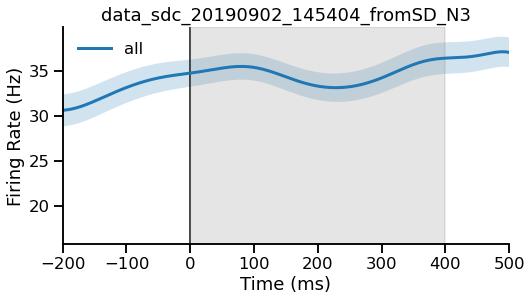 data_sdc_20190902_145404_fromSD_N3
all
Firing Rate (Hz)
35
30
25
20
−200 −100 0 100 200 300 400 500
Time (ms)